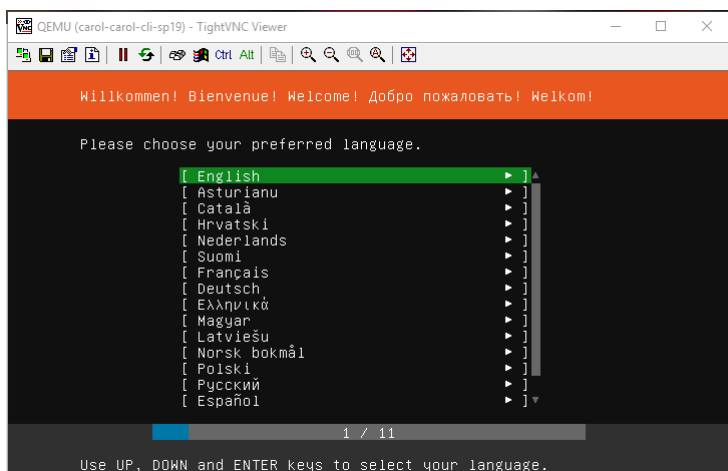 QEMU (carol-carol-cli-sp19) - TightVNC Viewer
Ctrl Alt
Willkommen! Bienvenue! Welcome! Добро пожаловать! Welkom!
Please choose your preferred language.
[ English ▸ ]
[ Asturianu ▸ ]
[ Català ▸ ]
[ Hrvatski ▸ ]
[ Nederlands ▸ ]
[ Suomi ▸ ]
[ Français ▸ ]
[ Deutsch ▸ ]
[ Ελληνικά ▸ ]
[ Magyar ▸ ]
[ Latviešu ▸ ]
[ Norsk bokmål ▸ ]
[ Polski ▸ ]
[ Русский ▸ ]
[ Español ▸ ]
1 / 11
Use UP, DOWN and ENTER keys to select your language.